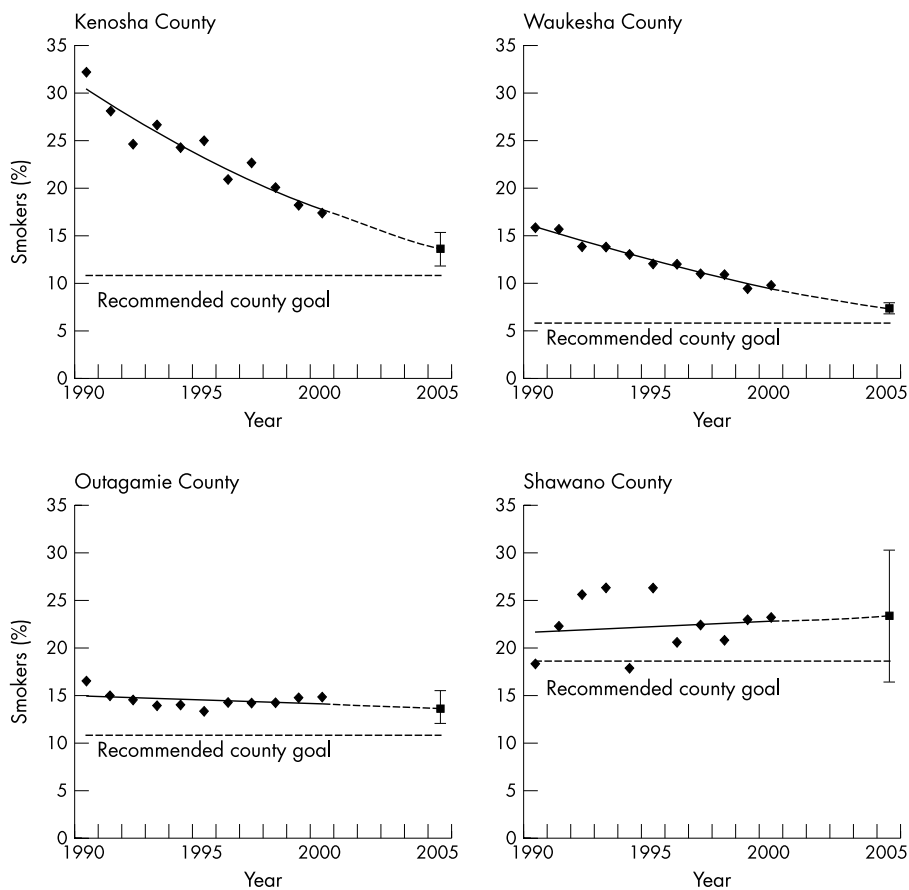 Kenosha County
35
30
25
20
15
10
5
0
Smokers (%)
Recommended county goal
1990 1995 2000 2005
Year
Waukesha County
35
30
25
20
15
10
5
0
Recommended county goal
1990 1995 2000 2005
Year
Outagamie County
35
30
25
20
15
10
5
0
Smokers (%)
Recommended county goal
1990 1995 2000 2005
Year
Shawano County
35
30
25
20
15
10
5
0
Recommended county goal
1990 1995 2000 2005
Year